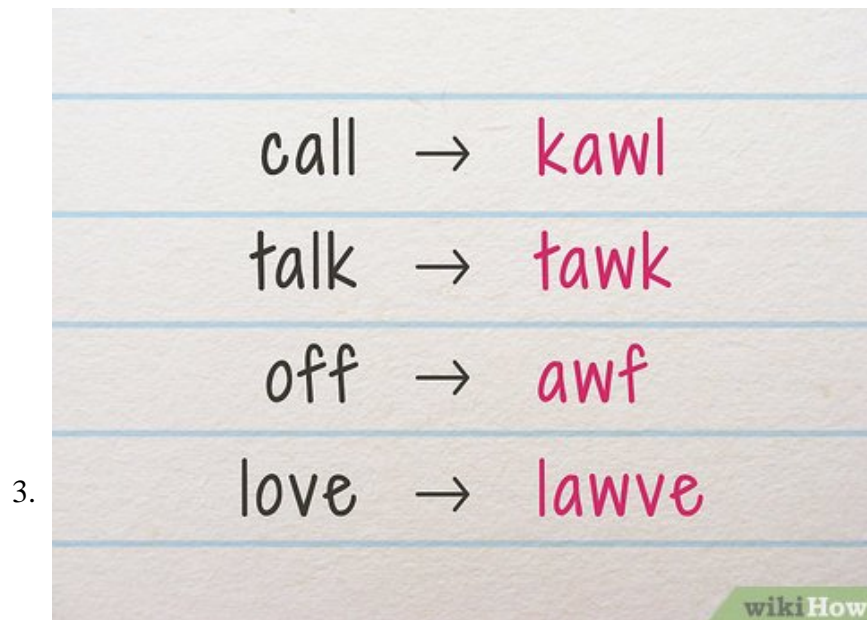 call → kawl
talk → tawk
off → awf
3. love → lawve
wikiHow